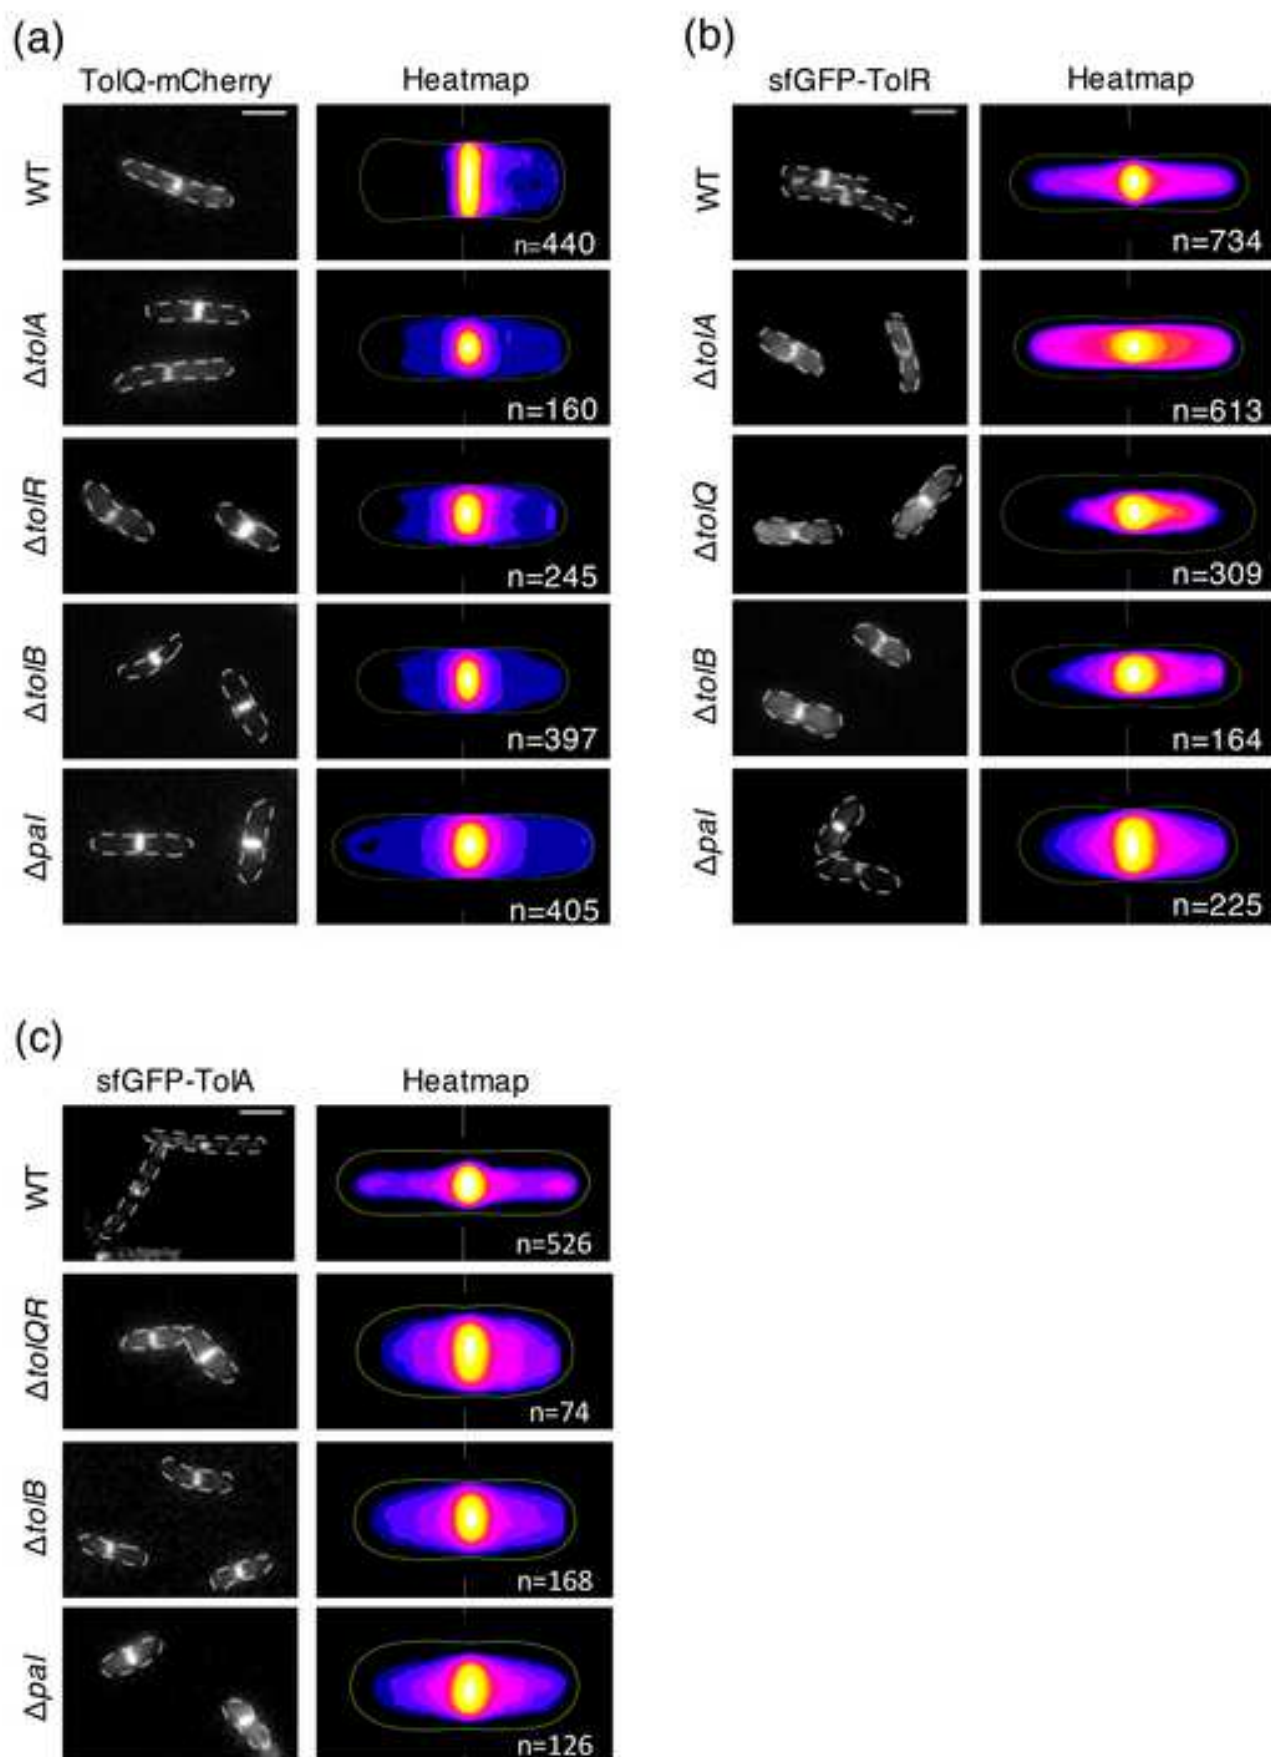 (a)
TolQ-mCherry Heatmap
WT
n=440
ΔtolA
n=160
ΔtolR
n=245
ΔtolB
n=397
Δpal
n=405
(b)
sfGFP-TolR Heatmap
WT
n=734
ΔtolA
n=613
ΔtolQ
n=309
ΔtolB
n=164
Δpal
n=225
(c)
sfGFP-TolA Heatmap
WT
n=526
ΔtolQR
n=74
ΔtolB
n=168
Δpal
n=126